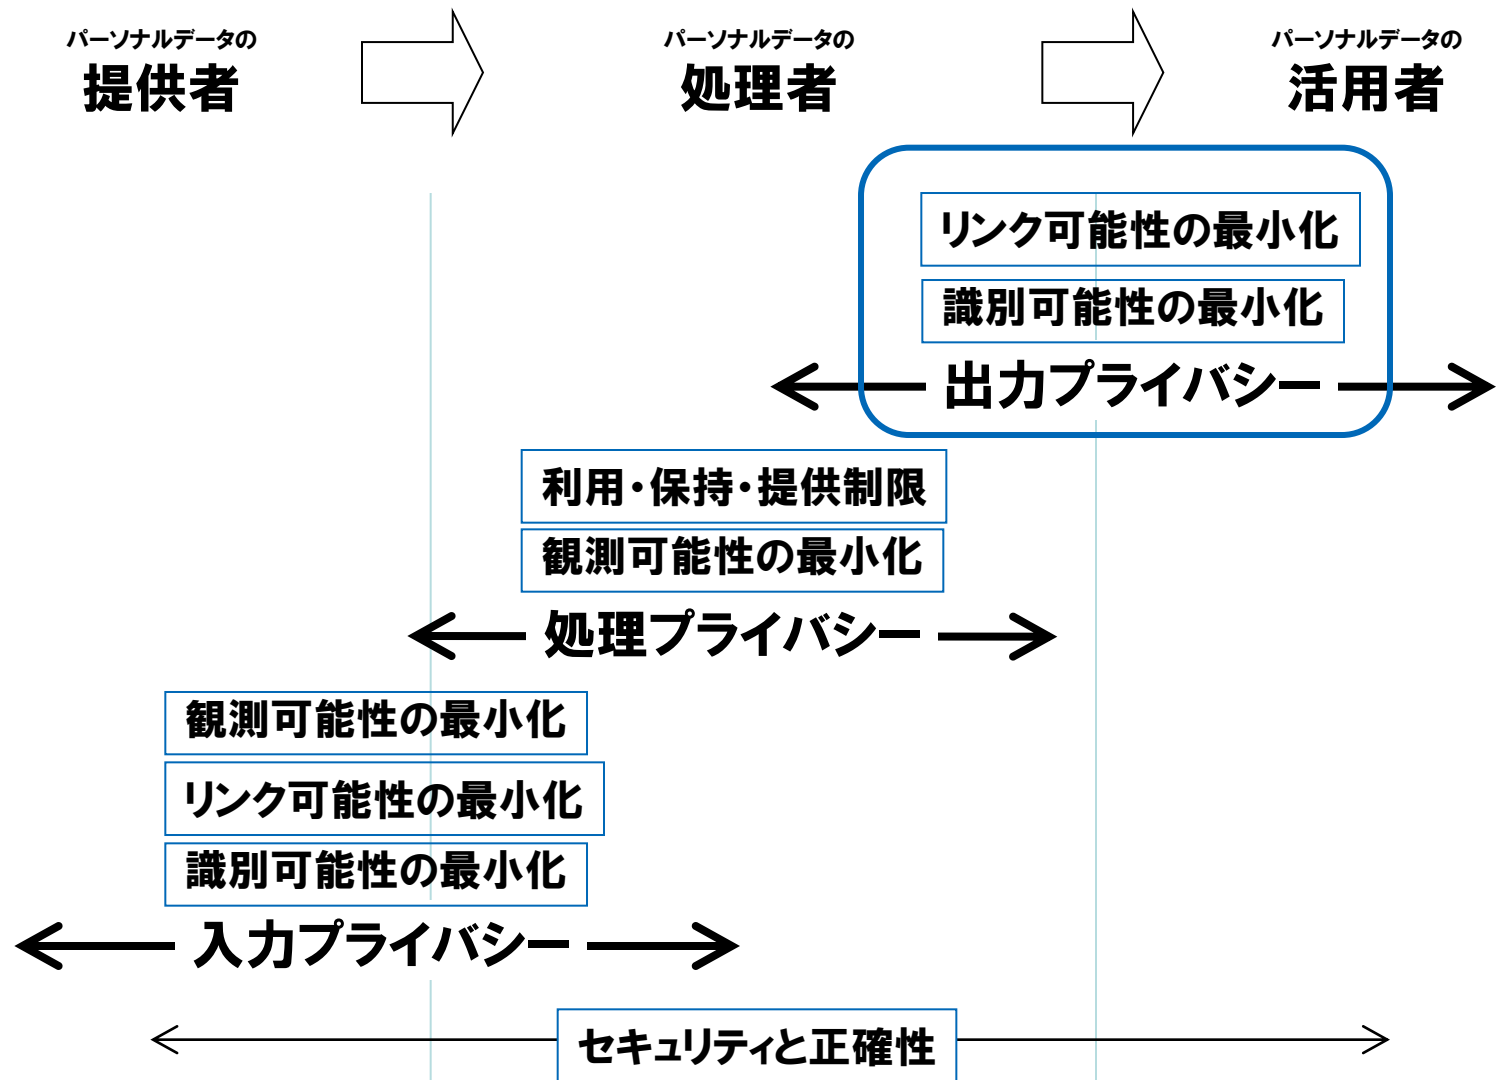 パーソナルデータの
提供者
パーソナルデータの
処理者
パーソナルデータの
活用者
リンク可能性の最小化
識別可能性の最小化
出力プライバシー
利用・保持・提供制限
観測可能性の最小化
処理プライバシー
観測可能性の最小化
リンク可能性の最小化
識別可能性の最小化
入力プライバシー
セキュリティと正確性